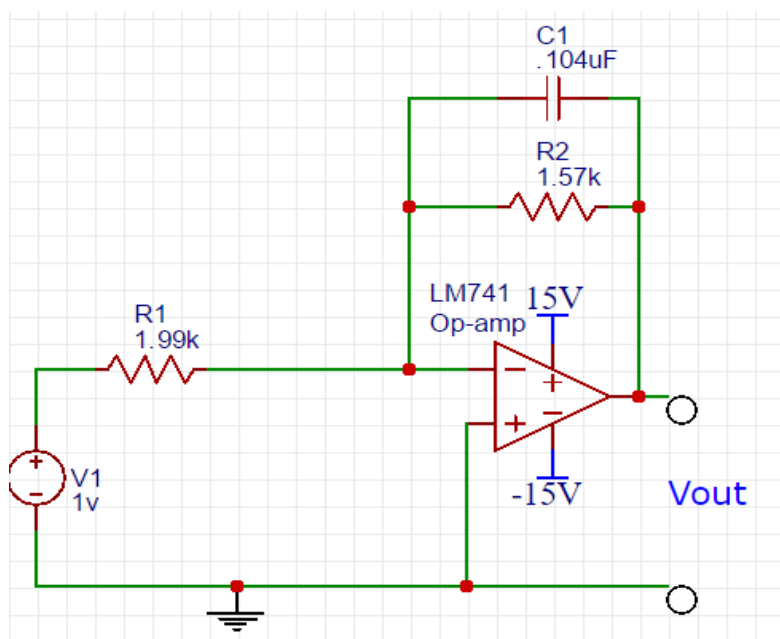 C1
.104uF
R2
1.57k
LM741
Op-amp
15V
R1
1.99k
V1
1v
-15V
Vout